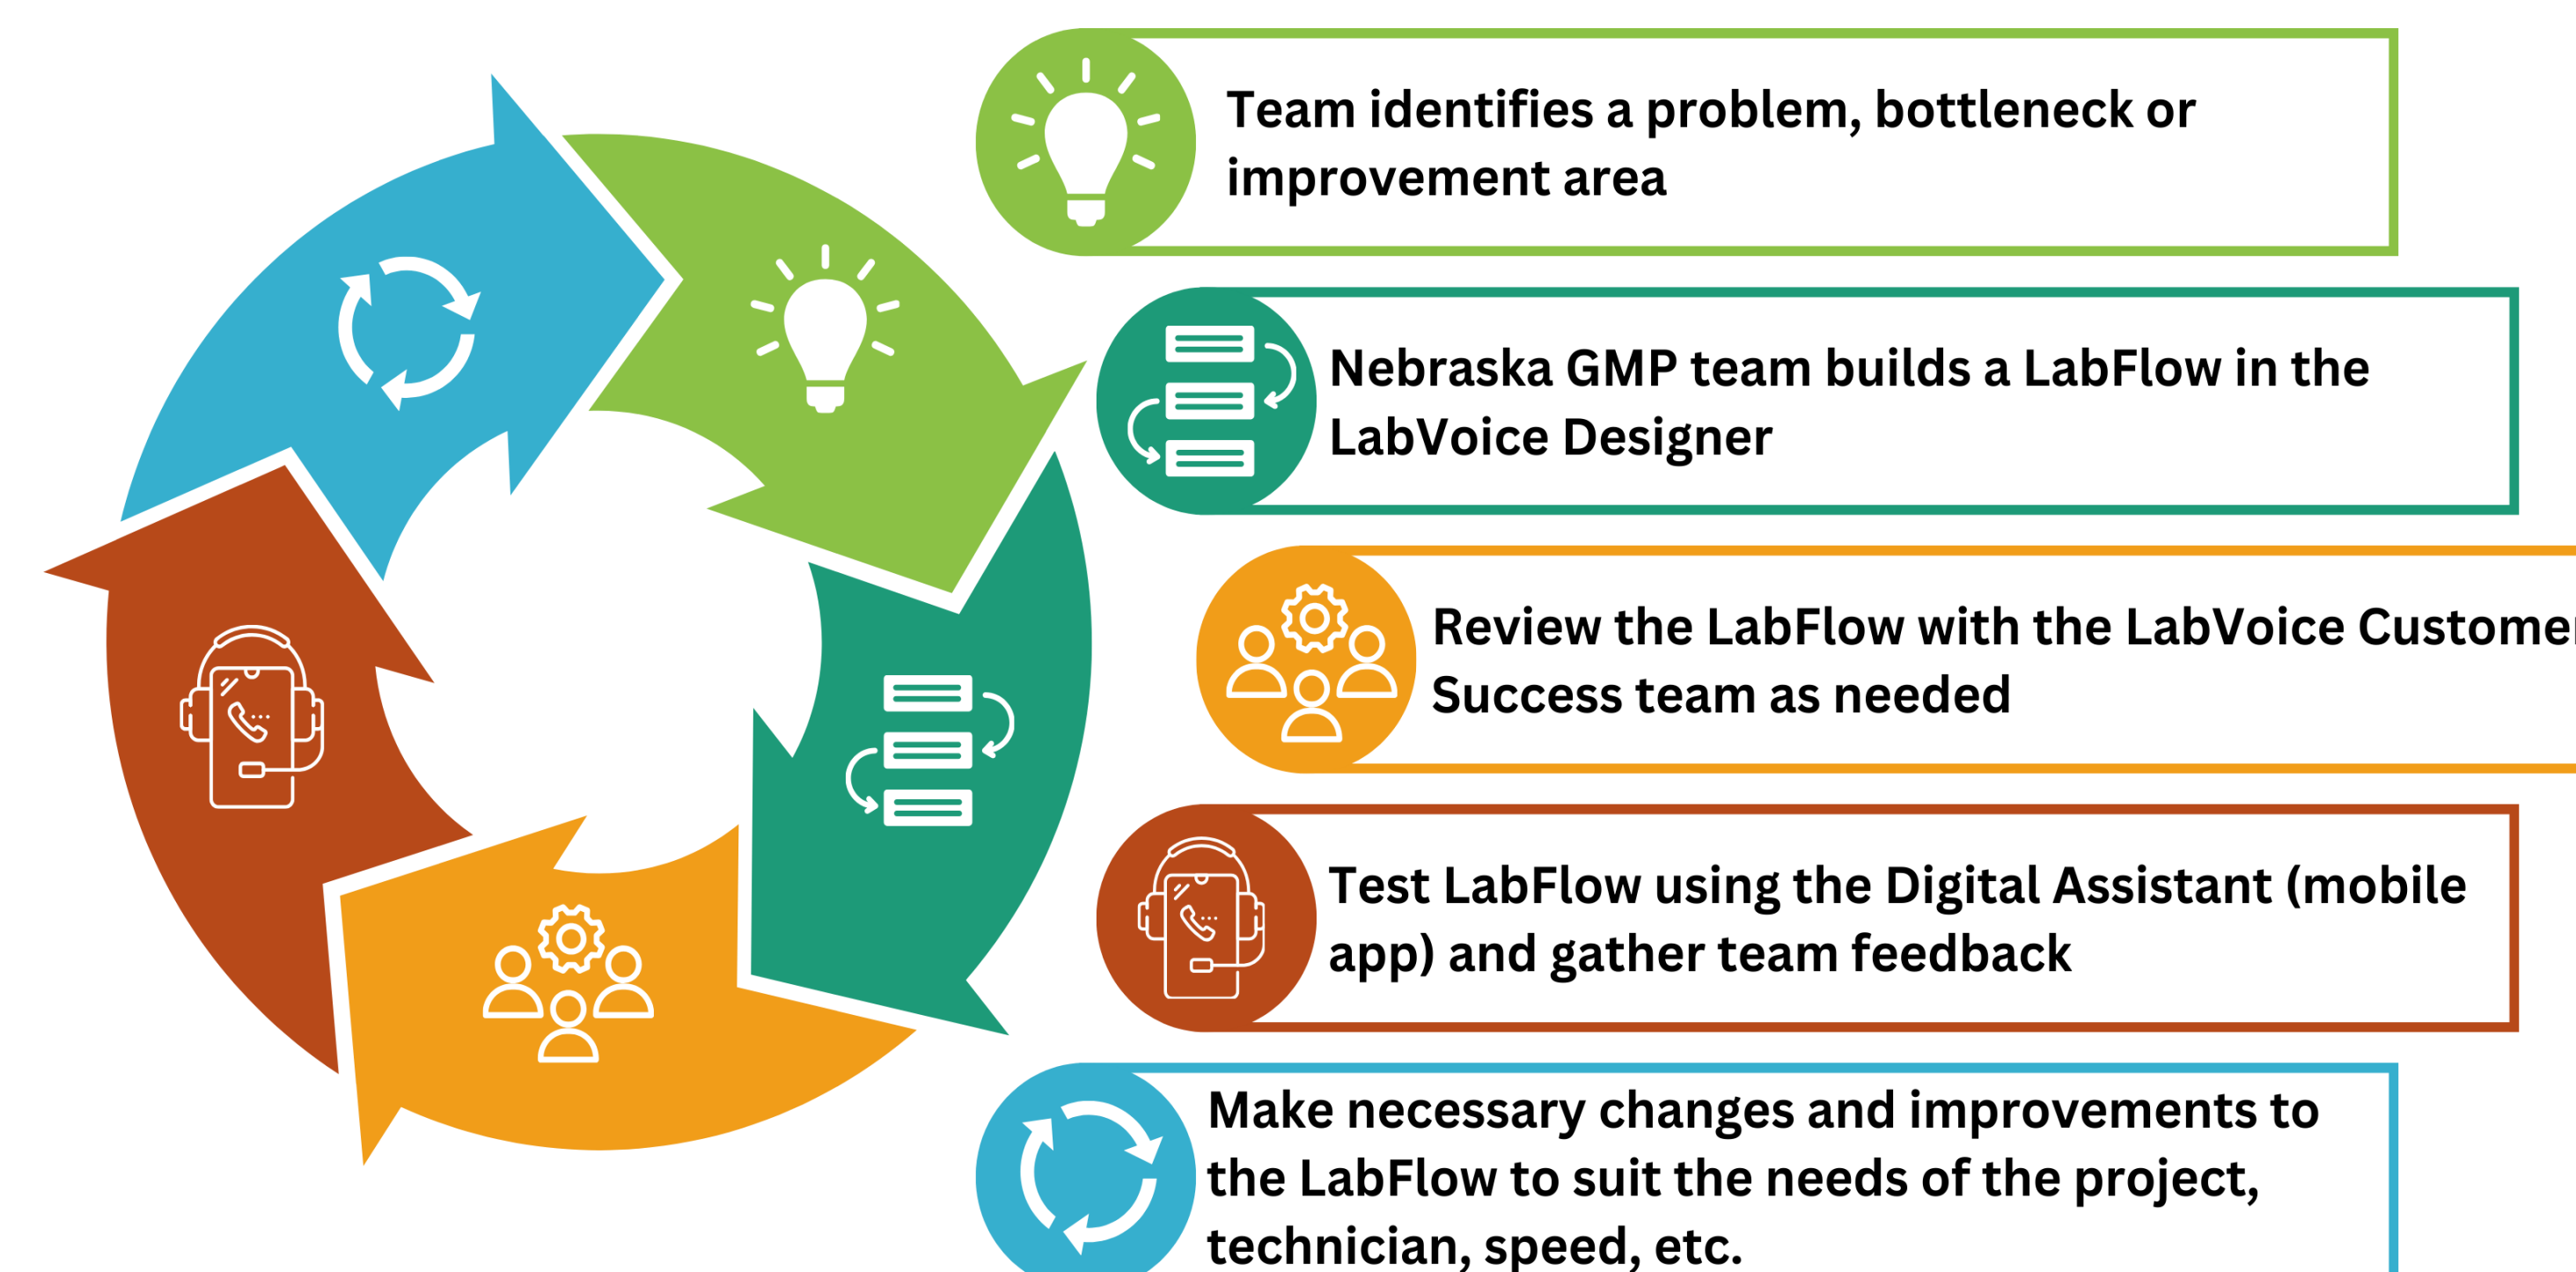 Team identifies a problem, bottleneck or
improvement area
Nebraska GMP team builds a LabFlow in the
LabVoice Designer
Review the LabFlow with the LabVoice Customer
Success team as needed
Test LabFlow using the Digital Assistant (mobile
app) and gather team feedback
Make necessary changes and improvements to
the LabFlow to suit the needs of the project,
technician, speed, etc.